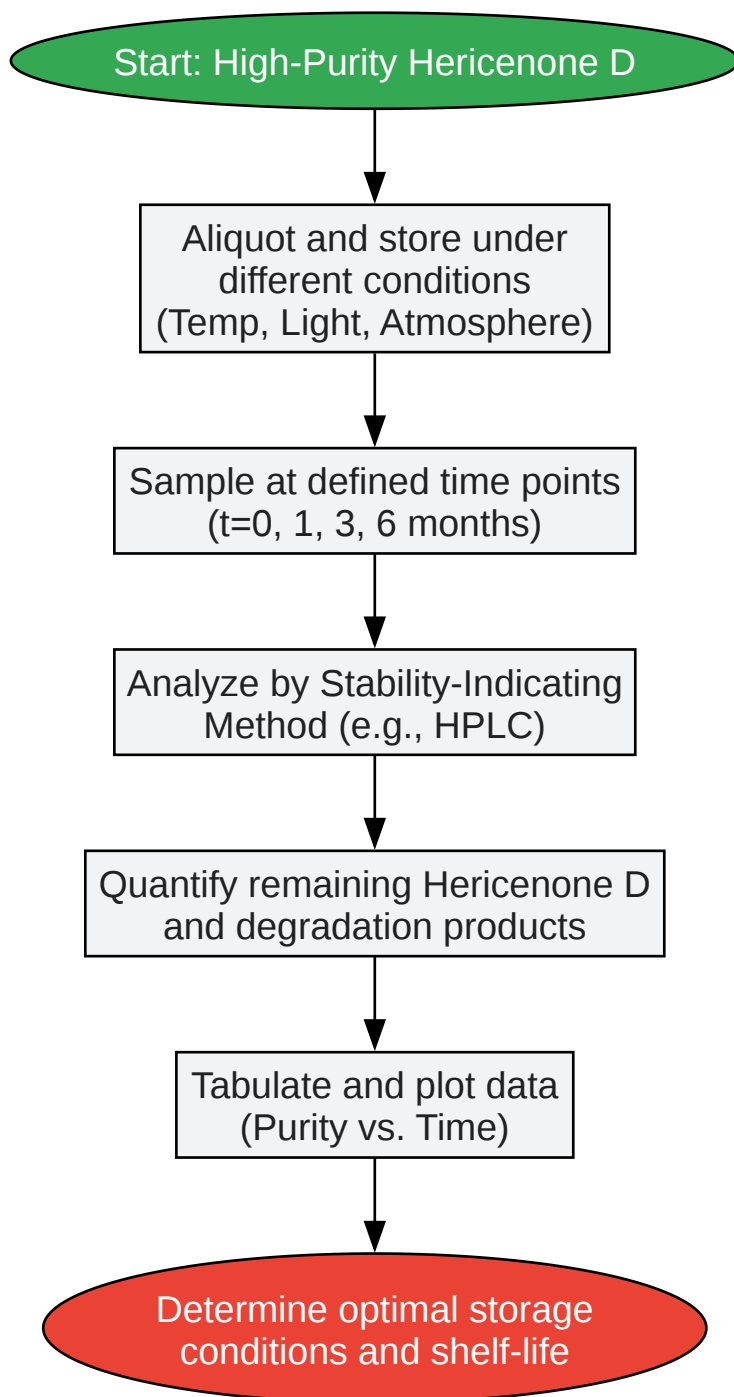 Start: High-Purity Hericenone D
Aliquot and store under
different conditions
(Temp, Light, Atmosphere)
Sample at defined time points
(t=0, 1, 3, 6 months)
Analyze by Stability-Indicating
Method (e.g., HPLC)
Quantify remaining Hericenone D
and degradation products
Tabulate and plot data
(Purity vs. Time)
Determine optimal storage
conditions and shelf-life